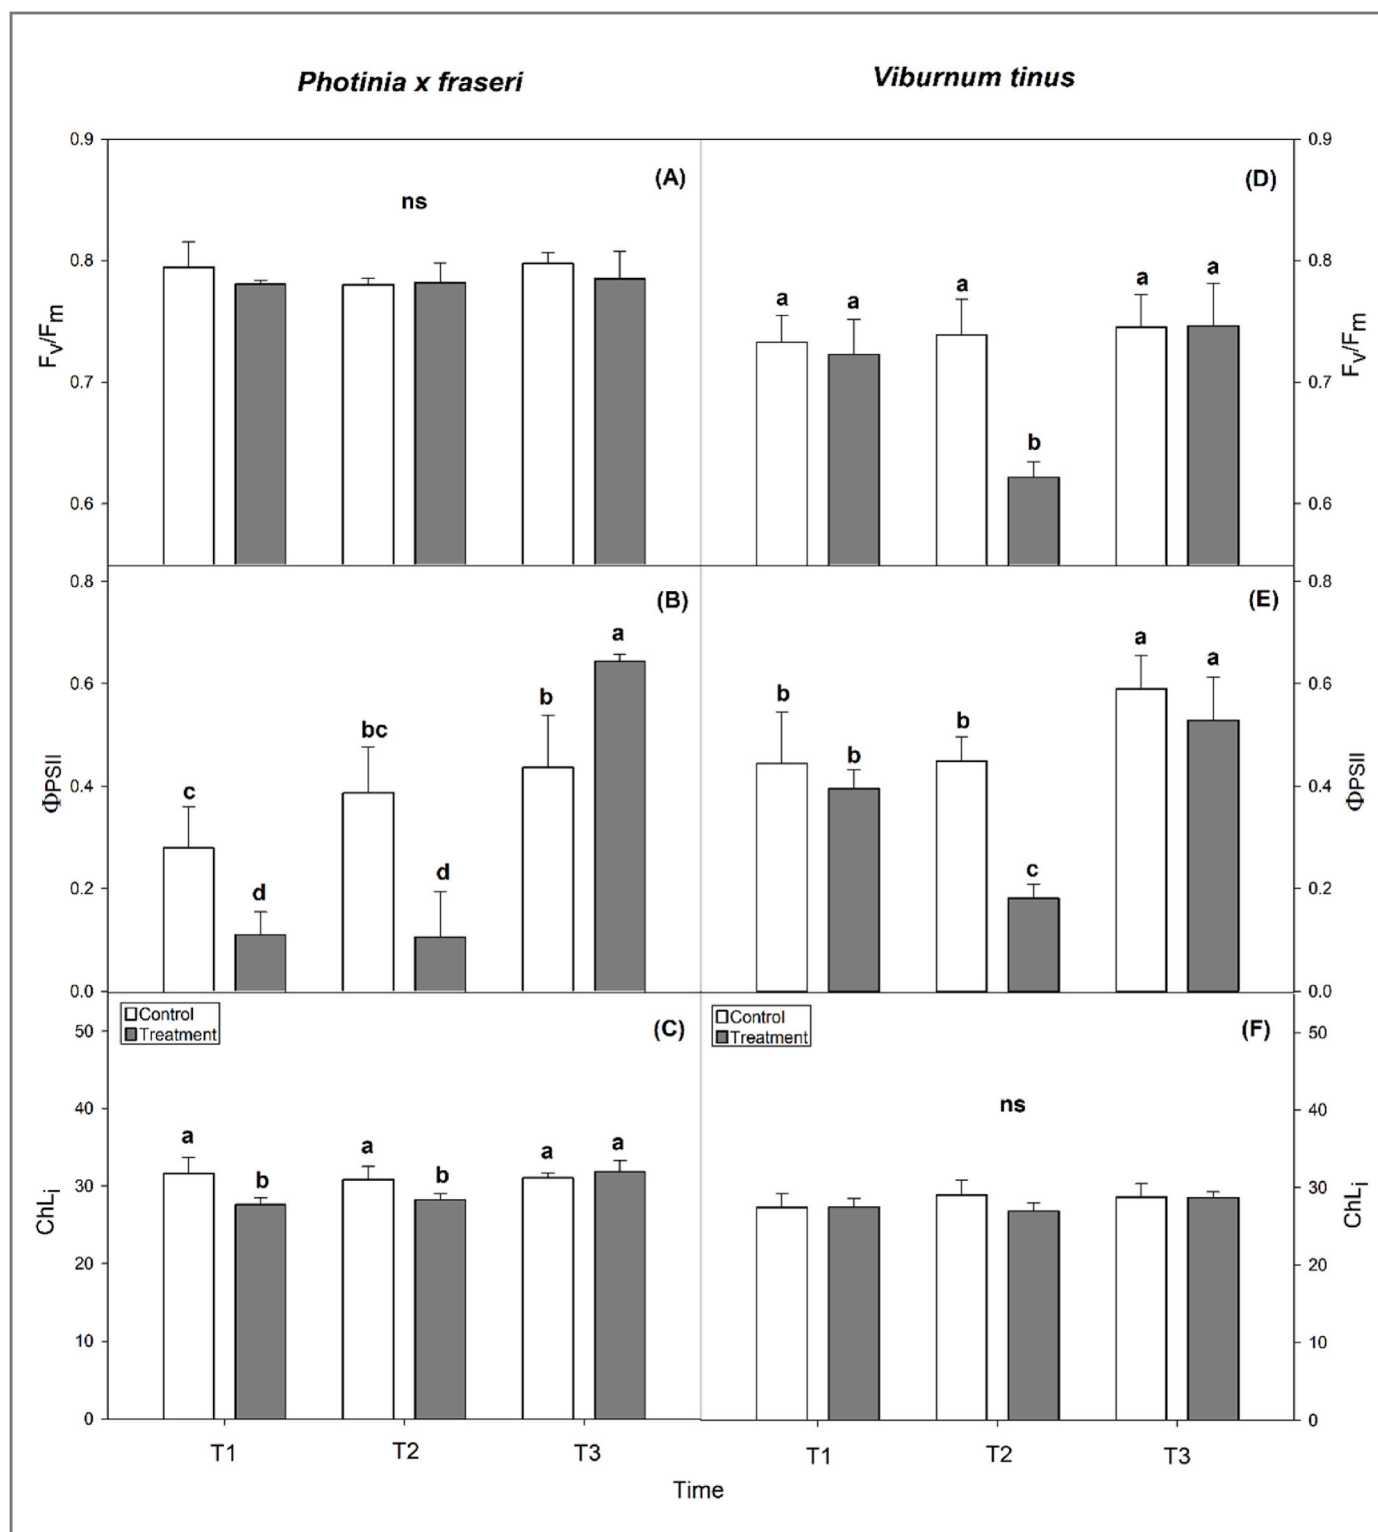 Photinia x fraseri
Viburnum tinus
0.9
0.8
0.7
0.6
Fv/Fm
(A)
ns
(D)
a
a
a
b
a
a
0.9
0.8
0.7
0.6
Fv/Fm
0.8
0.6
0.4
0.2
0.0
ΦPSII
(B)
c
d
bc
d
b
a
(E)
b
b
b
c
a
a
0.8
0.6
0.4
0.2
0.0
ΦPSII
50
40
30
20
10
0
ChLi
Control
Treatment
(C)
a
b
a
b
a
a
Control
Treatment
(F)
ns
50
40
30
20
10
0
ChLi
T1
T2
T3
T1
T2
T3
Time